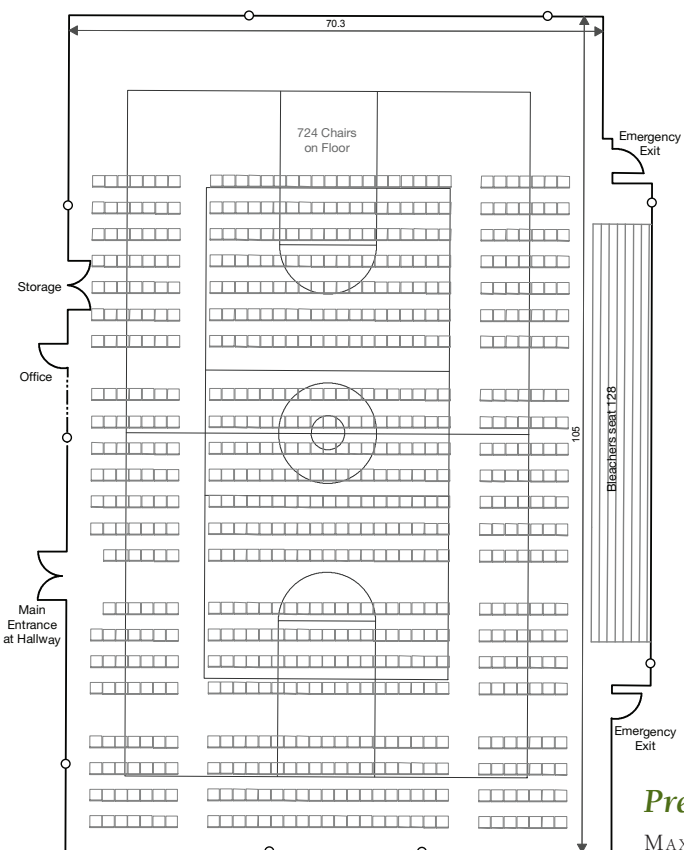 70.3
724 Chairs
on Floor
Emergency
Exit
Storage
Office
105
Bleachers seat 128
Main
Entrance
at Hallway
Emergency
Exit